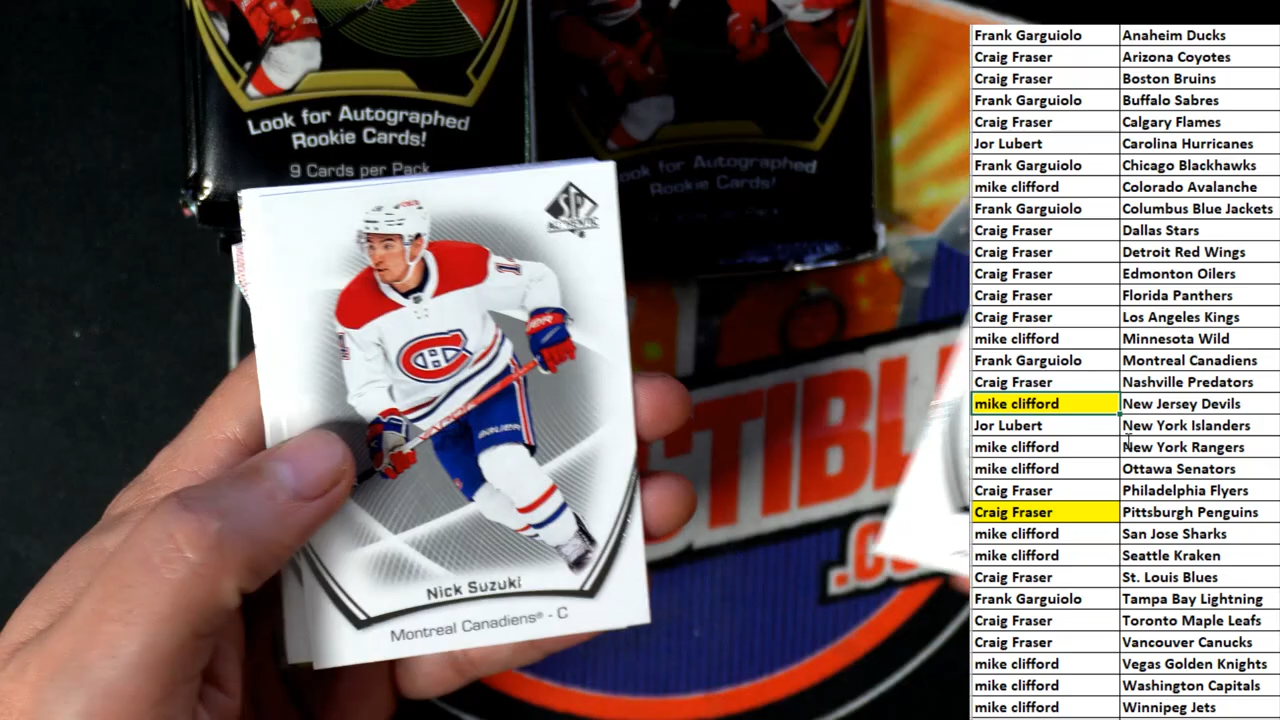 Look for Autographed
Rookie Cards!
9 Cards per Pack
Look for Autographed
Rookie Cards!
SP
AUTHENTIC
Nick Suzuki
Montreal Canadiens® - C
BAUER
TIBL
.co
Frank Garguiolo Anaheim Ducks
Craig Fraser Arizona Coyotes
Craig Fraser Boston Bruins
Frank Garguiolo Buffalo Sabres
Craig Fraser Calgary Flames
Jor Lubert Carolina Hurricanes
Frank Garguiolo Chicago Blackhawks
mike clifford Colorado Avalanche
Frank Garguiolo Columbus Blue Jackets
Craig Fraser Dallas Stars
Craig Fraser Detroit Red Wings
Craig Fraser Edmonton Oilers
Craig Fraser Florida Panthers
Craig Fraser Los Angeles Kings
mike clifford Minnesota Wild
Frank Garguiolo Montreal Canadiens
Craig Fraser Nashville Predators
mike clifford New Jersey Devils
Jor Lubert New York Islanders
mike clifford New York Rangers
mike clifford Ottawa Senators
Craig Fraser Philadelphia Flyers
Craig Fraser Pittsburgh Penguins
mike clifford San Jose Sharks
mike clifford Seattle Kraken
Craig Fraser St. Louis Blues
Frank Garguiolo Tampa Bay Lightning
Craig Fraser Toronto Maple Leafs
Craig Fraser Vancouver Canucks
mike clifford Vegas Golden Knights
mike clifford Washington Capitals
mike clifford Winnipeg Jets